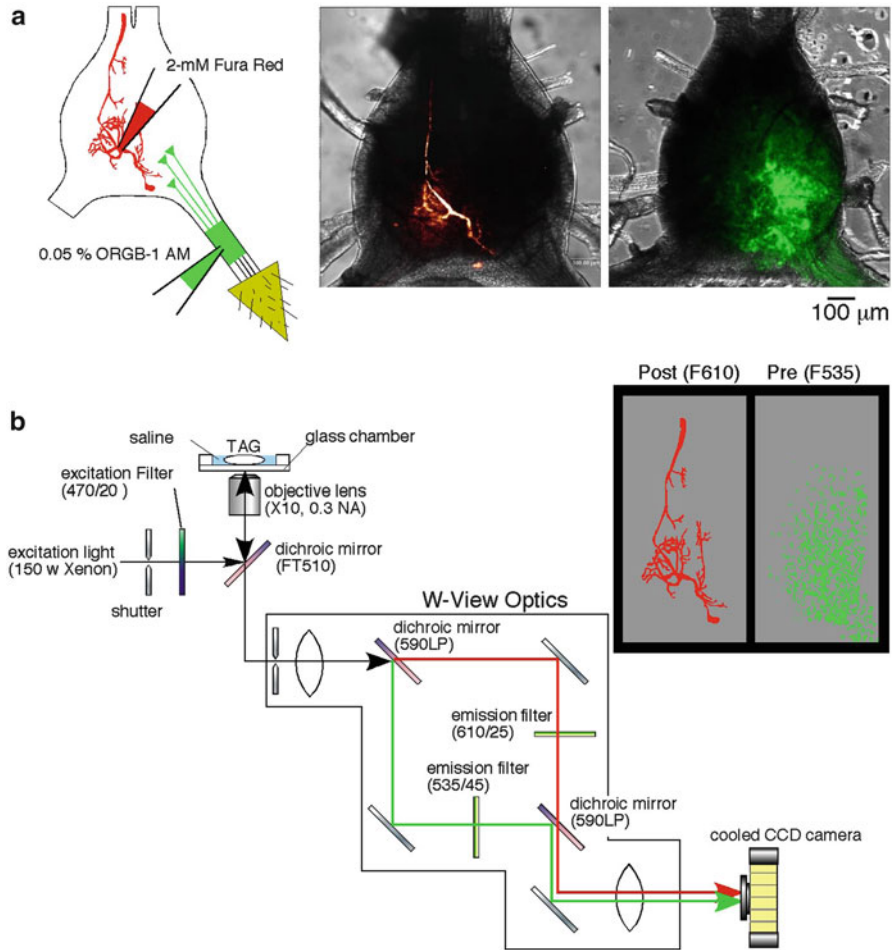 a
2-mM Fura Red
0.05 % ORGB-1 AM
100 μm
Post (F610) Pre (F535)
b
saline
TAG
glass chamber
excitation Filter
(470/20 )
objective lens
(X10, 0.3 NA)
excitation light
(150 w Xenon)
dichroic mirror
(FT510)
shutter
W-View Optics
dichroic mirror
(590LP)
emission filter
(610/25)
emission filter
(535/45)
dichroic mirror
(590LP)
cooled CCD camera